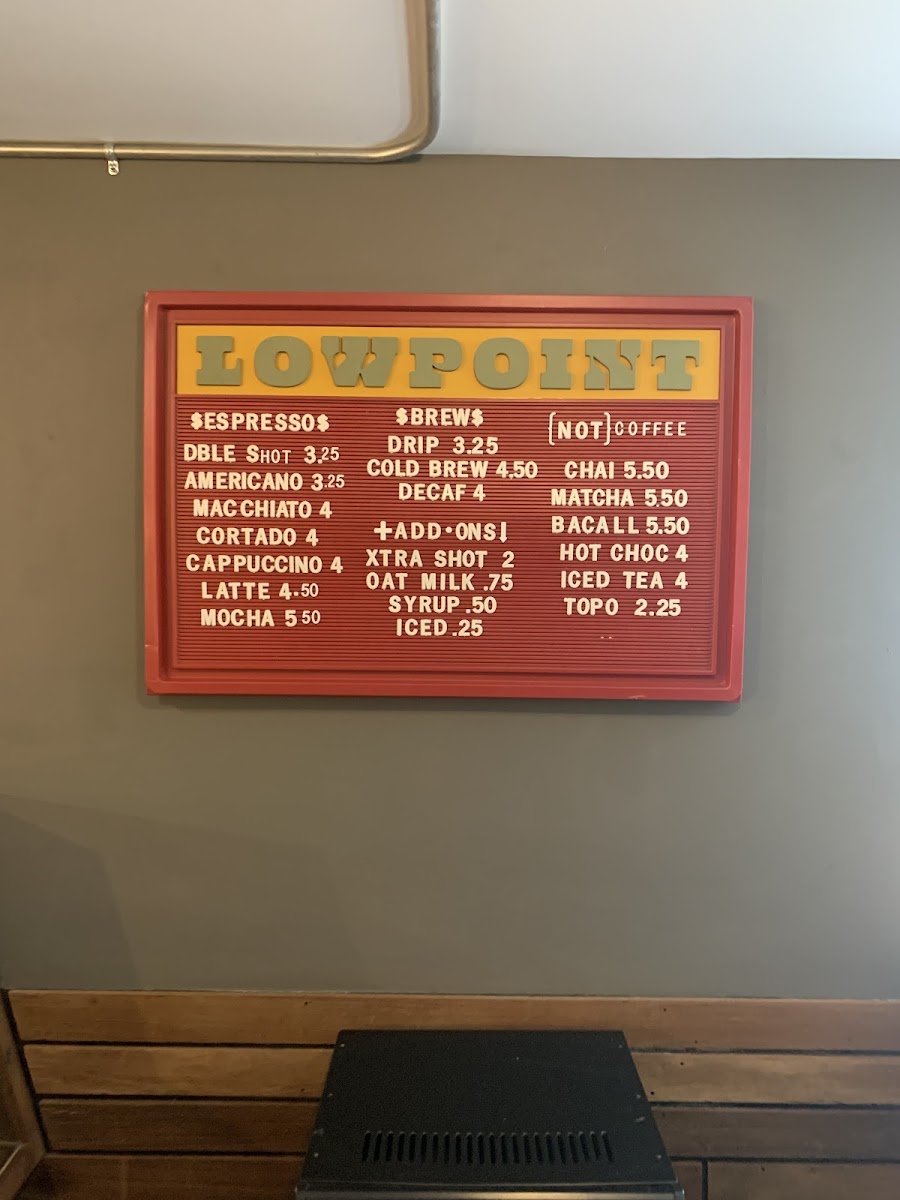 LOWPOINT
$ESPRESSO$
DBLE SHOT 3.25
AMERICANO 3.25
MACCHIATO 4
CORTADO 4
CAPPUCCINO 4
LATTE 4.50
MOCHA 5 50
$BREW$
DRIP 3.25
COLD BREW 4.50
DECAF 4
+ADD•ONS↓
XTRA SHOT 2
OAT MILK .75
SYRUP .50
ICED .25
[NOT]COFFEE
CHAI 5.50
MATCHA 5.50
BACALL 5.50
HOT CHOC 4
ICED TEA 4
TOPO 2.25